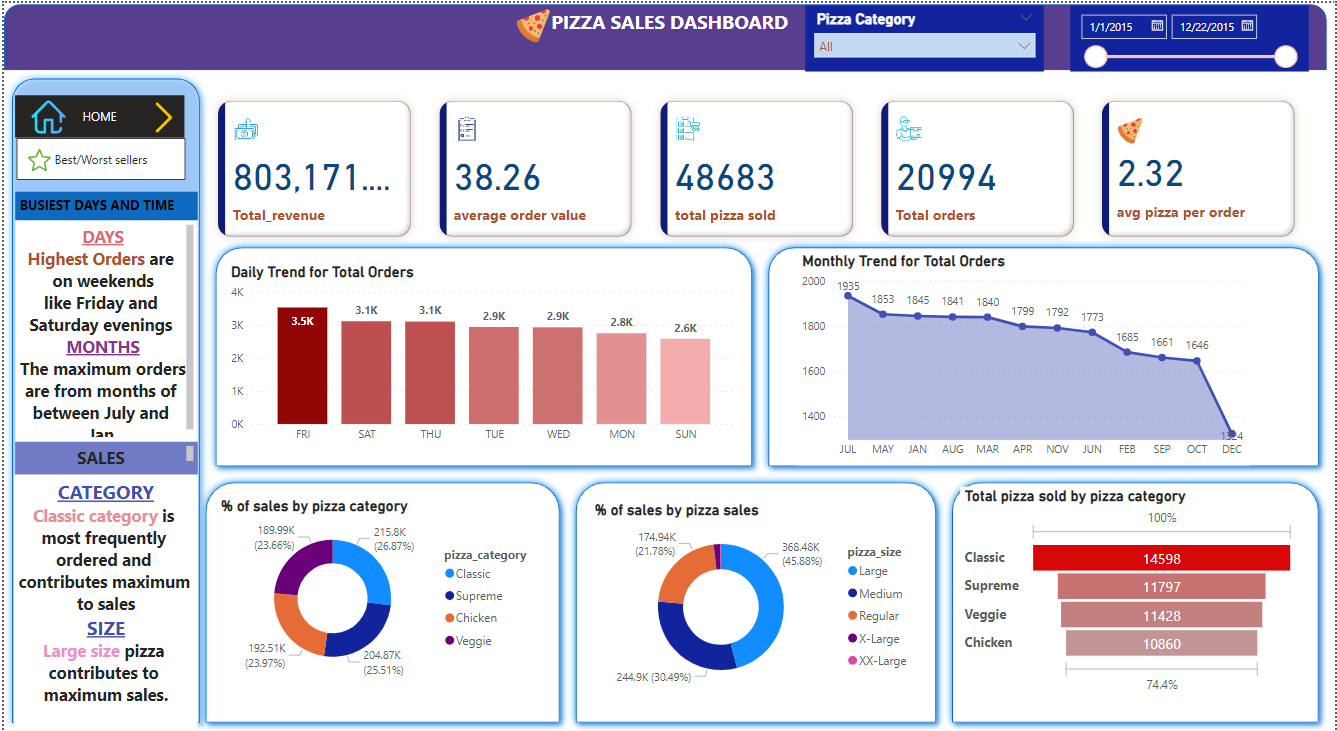 PIZZA SALES DASHBOARD
Pizza Category
All
1/1/2015
12/22/2015
HOME
Best/Worst sellers
BUSIEST DAYS AND TIME
DAYS
Highest Orders are
on weekends
like Friday and
Saturday evenings
MONTHS
The maximum orders
are from months of
between July and
Jan
SALES
CATEGORY
Classic category is
most frequently
ordered and
contributes maximum
to sales
SIZE
Large size pizza
contributes to
maximum sales.
803,171....
Total_revenue
38.26
average order value
48683
total pizza sold
20994
Total orders
2.32
avg pizza per order
Daily Trend for Total Orders
4K
3K
2K
1K
0K
3.5K
3.1K
3.1K
2.9K
2.9K
2.8K
2.6K
FRI
SAT
THU
TUE
WED
MON
SUN
Monthly Trend for Total Orders
2000
1800
1600
1400
1935
1853
1845
1841
1840
1799
1792
1773
1685
1661
1646
1324
JUL
MAY
JAN
AUG
MAR
APR
NOV
JUN
FEB
SEP
OCT
DEC
% of sales by pizza category
189.99K
(23.66%)
215.8K
(26.87%)
192.51K
(23.97%)
204.87K
(25.51%)
pizza_category
Classic
Supreme
Chicken
Veggie
% of sales by pizza sales
174.94K
(21.78%)
368.48K
(45.88%)
244.9K (30.49%)
pizza_size
Large
Medium
Regular
X-Large
XX-Large
Total pizza sold by pizza category
100%
Classic
14598
Supreme
11797
Veggie
11428
Chicken
10860
74.4%